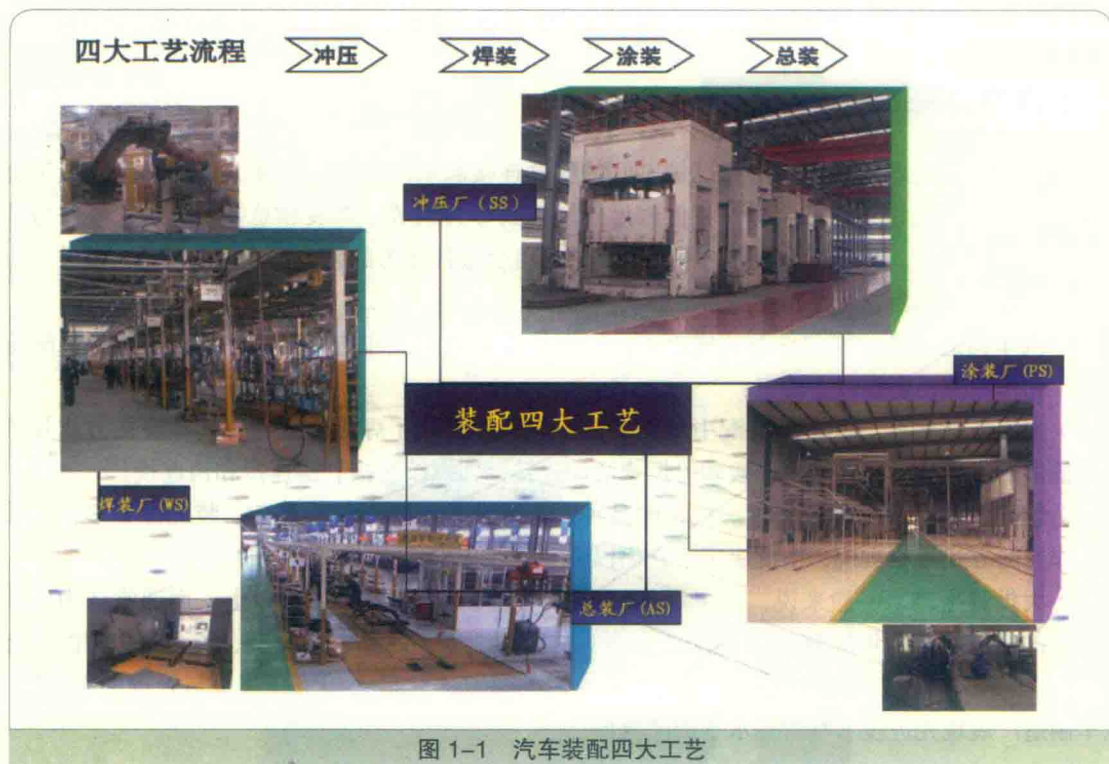 四大工艺流程 冲压 焊装 涂装 总装
冲压厂(SS)
涂装厂(PS)
装配四大工艺
焊装厂(WS)
总装厂(AS)
图 1-1 汽车装配四大工艺